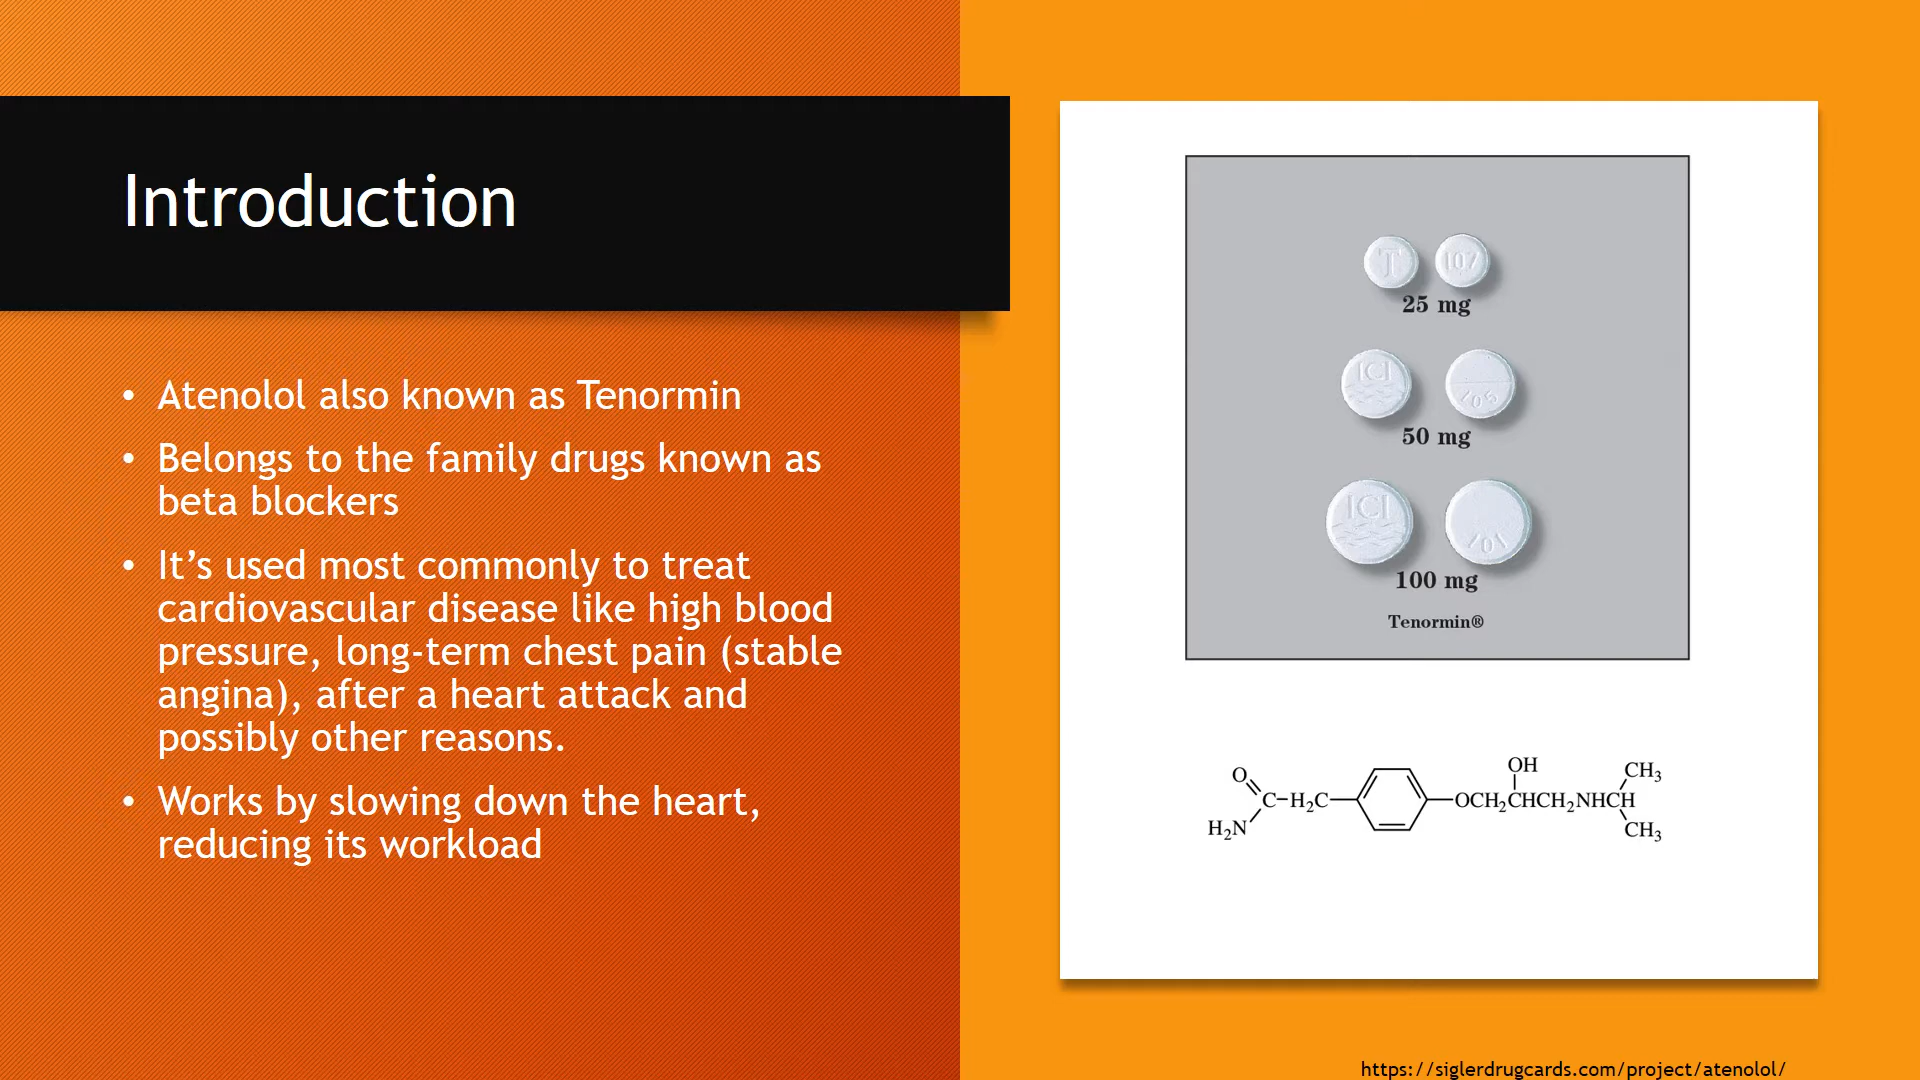 Introduction
• Atenolol also known as Tenormin
• Belongs to the family drugs known as
beta blockers
• It’s used most commonly to treat
cardiovascular disease like high blood
pressure, long-term chest pain (stable
angina), after a heart attack and
possibly other reasons.
• Works by slowing down the heart,
reducing its workload
T 107
25 mg
ICI 105
50 mg
ICI 101
100 mg
Tenormin®
OH
O CH₃
C–H₂C OCH₂CHCH₂NHCH
H₂N CH₃
https://siglerdrugcards.com/project/atenolol/